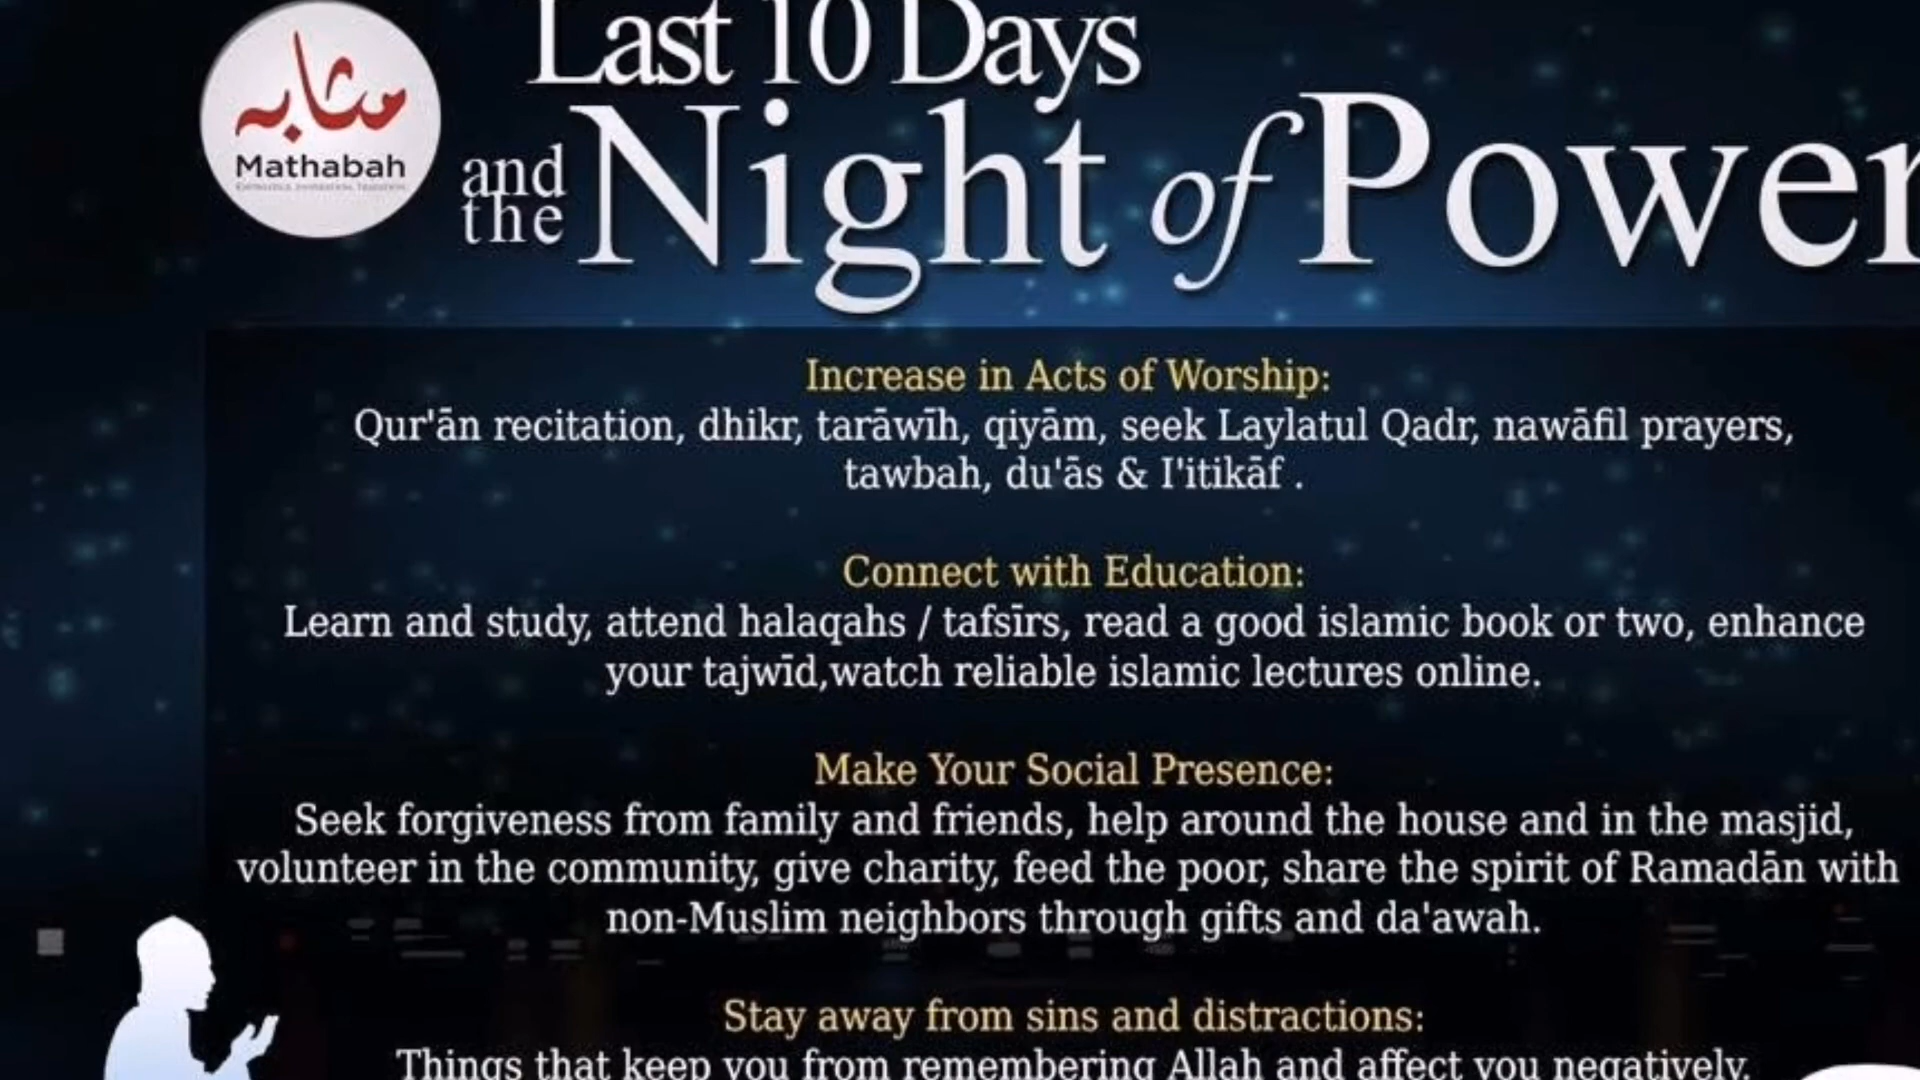 مثابه
Mathabah
Last 10 Days
and the Night of Power
Increase in Acts of Worship:
Qur'ān recitation, dhikr, tarāwīh, qiyām, seek Laylatul Qadr, nawāfil prayers,
tawbah, du'ās & I'itikāf .
Connect with Education:
Learn and study, attend halaqahs / tafsīrs, read a good islamic book or two, enhance
your tajwīd,watch reliable islamic lectures online.
Make Your Social Presence:
Seek forgiveness from family and friends, help around the house and in the masjid,
volunteer in the community, give charity, feed the poor, share the spirit of Ramadān with
non-Muslim neighbors through gifts and da'awah.
Stay away from sins and distractions:
Things that keep you from remembering Allah and affect you negatively.